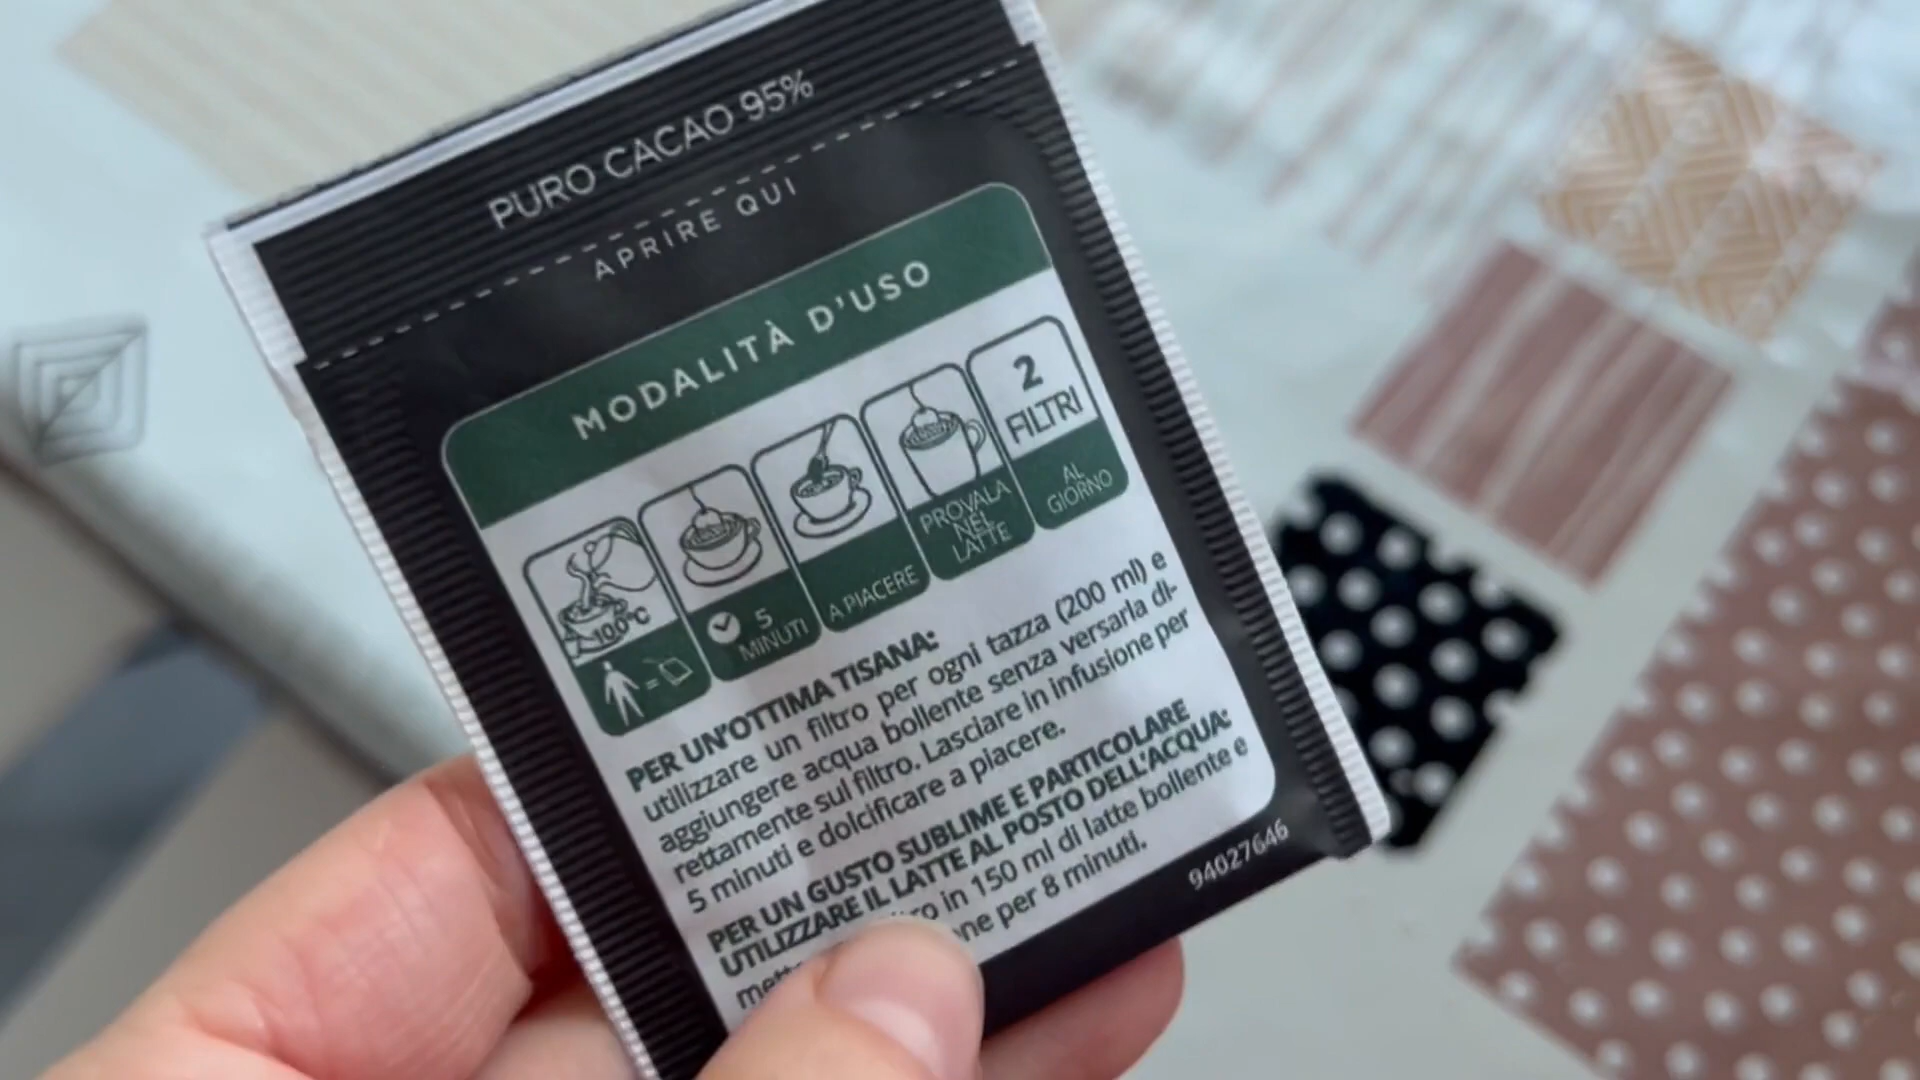 PURO CACAO 95%
APRIRE QUI
MODALITÀ D'USO
100°C
=
5
MINUTI
A PIACERE
PROVALA
NEL
LATTE
2
FILTRI
AL
GIORNO
PER UN'OTTIMA TISANA:
utilizzare un filtro per ogni tazza (200 ml) e
aggiungere acqua bollente senza versarla di-
rettamente sul filtro. Lasciare in infusione per
5 minuti e dolcificare a piacere.
PER UN GUSTO SUBLIME E PARTICOLARE
UTILIZZARE IL LATTE AL POSTO DELL'ACQUA:
in 150 ml di latte bollente e
per 8 minuti.
94027646